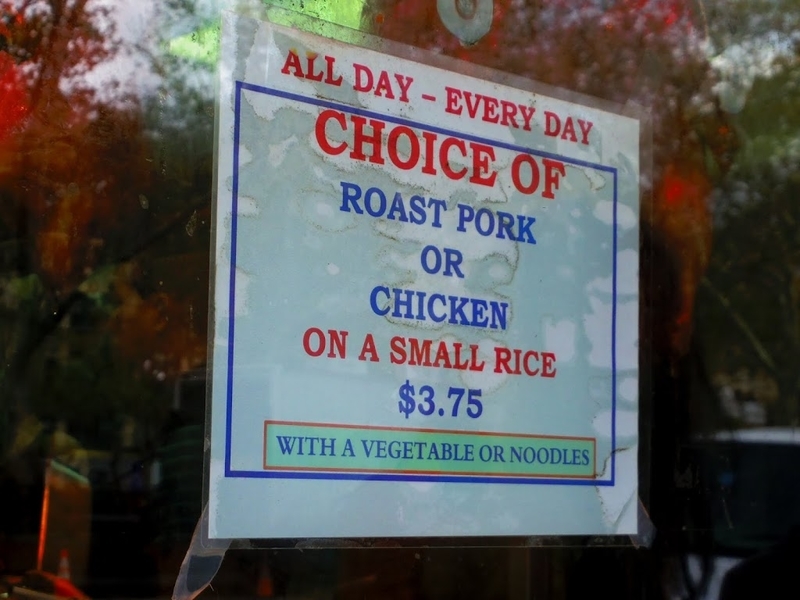 ALL DAY – EVERY DAY
CHOICE OF
ROAST PORK
OR
CHICKEN
ON A SMALL RICE
$3.75
WITH A VEGETABLE OR NOODLES